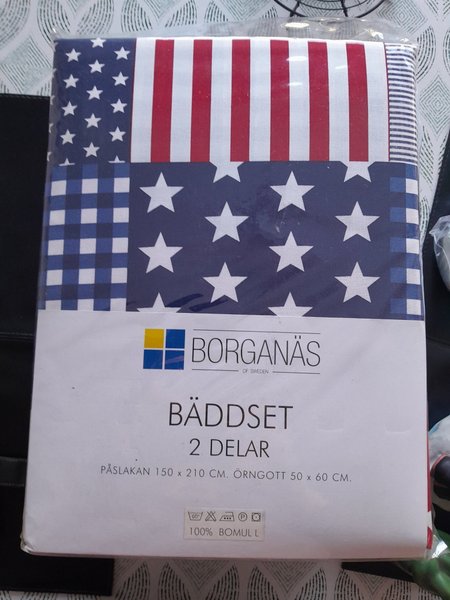 BORGANÄS
OF SWEDEN
BÄDDSET
2 DELAR
PÅSLAKAN 150 x 210 CM. ÖRNGOTT 50 x 60 CM.
100% BOMULL